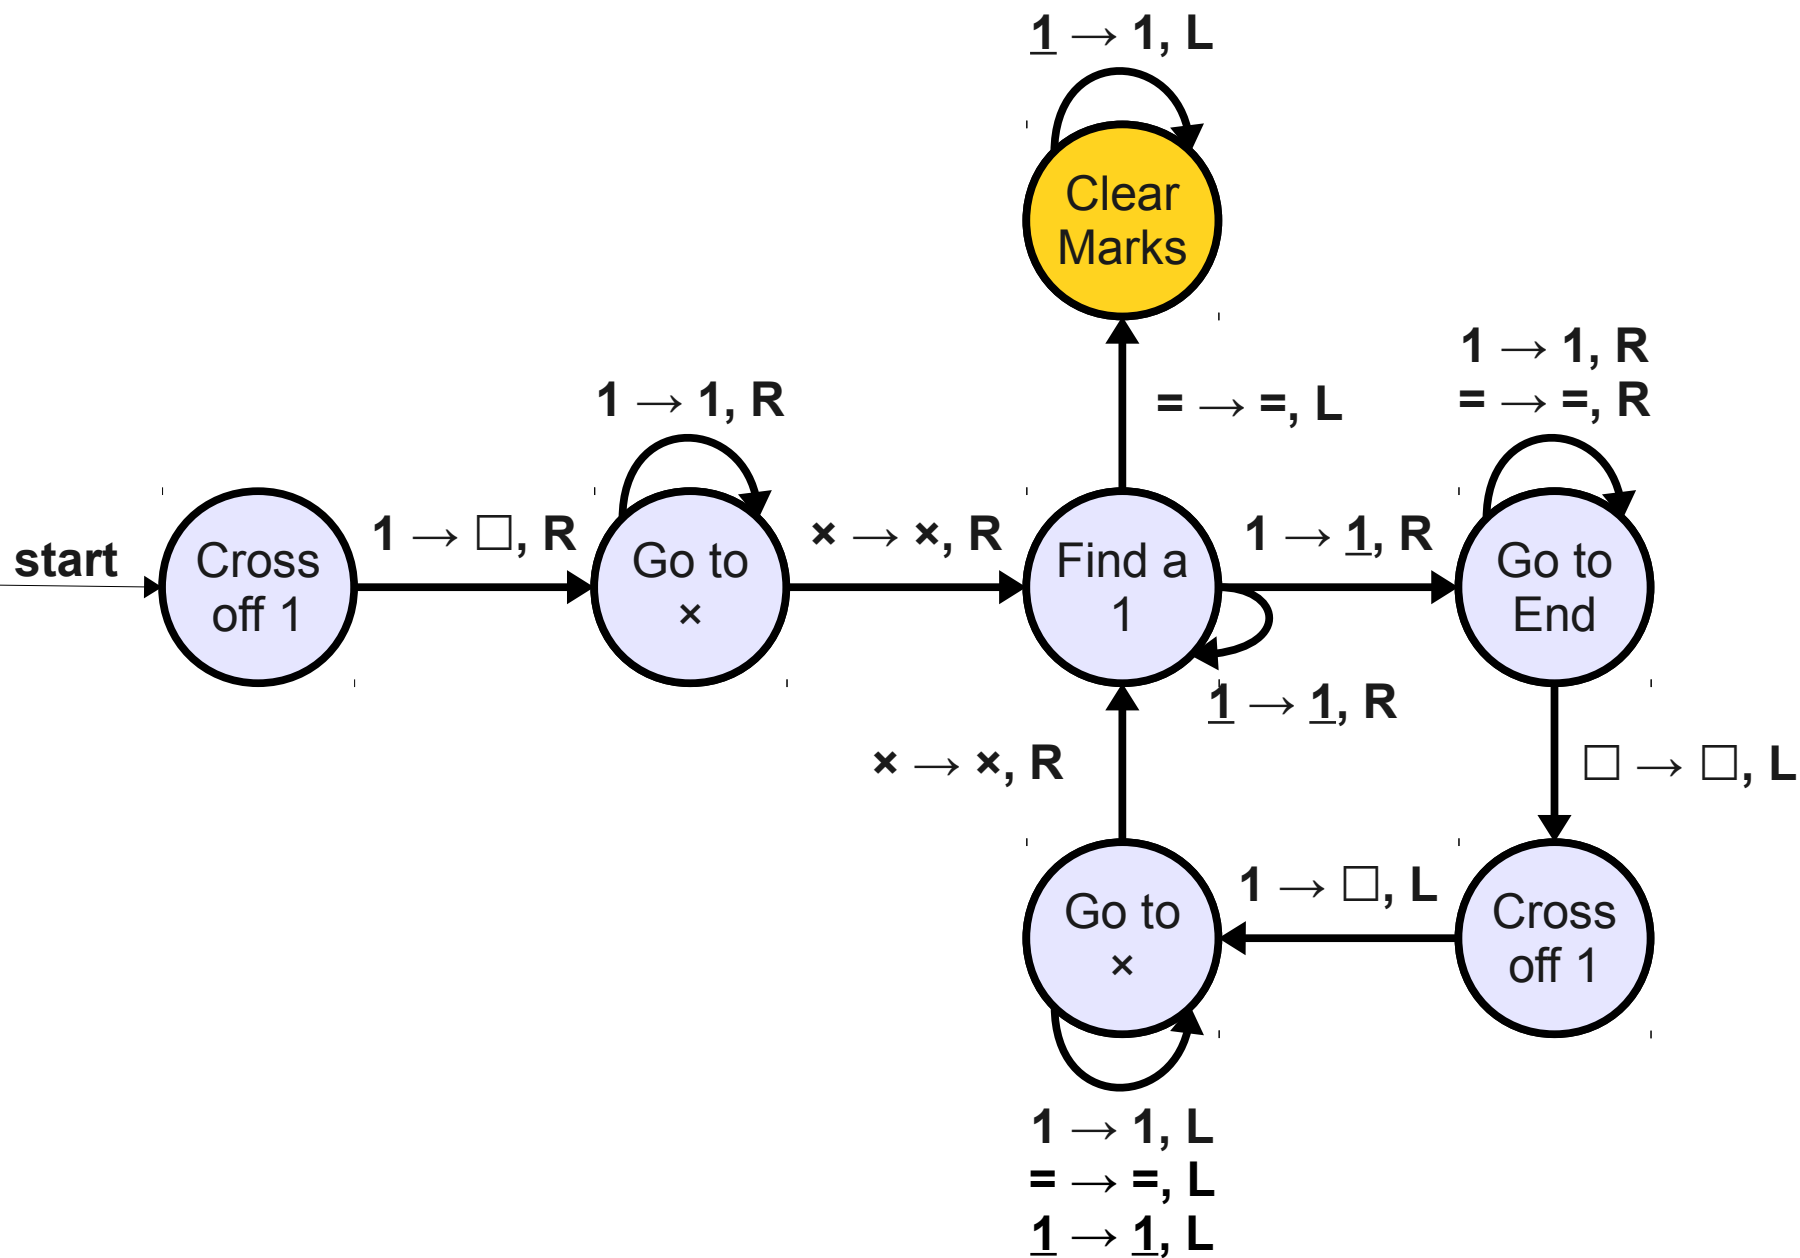 1 → 1, L
Clear
Marks
= → =, L
1 → 1, R
= → =, R
1 → 1, R
start
Cross
off 1
1 → □, R
Go to
×
× → ×, R
Find a
1
1 → 1, R
Go to
End
1 → 1, R
× → ×, R
□ → □, L
Go to
×
1 → □, L
Cross
off 1
1 → 1, L
= → =, L
1 → 1, L